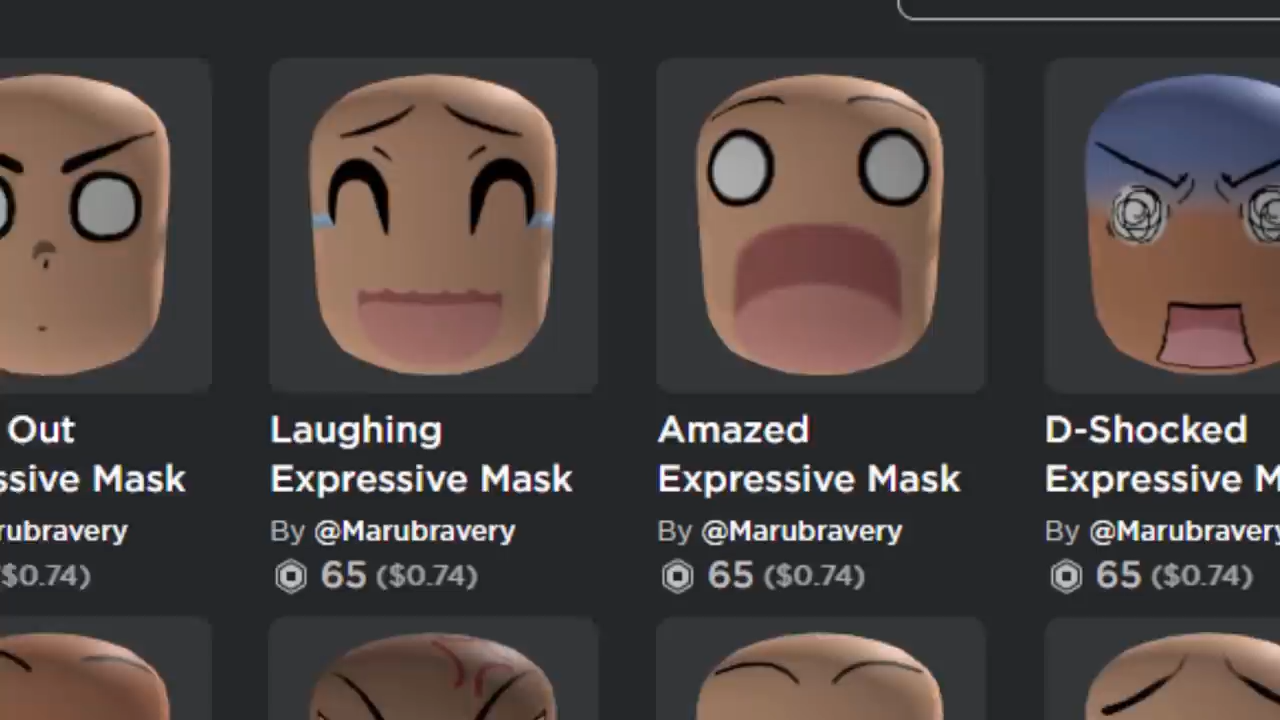 Out
Laughing
Amazed
D-Shocked
ssive Mask
Expressive Mask
Expressive Mask
Expressive M
rubravery
By @Marubravery
By @Marubravery
By @Marubravery
$0.74)
65 ($0.74)
65 ($0.74)
65 ($0.74)